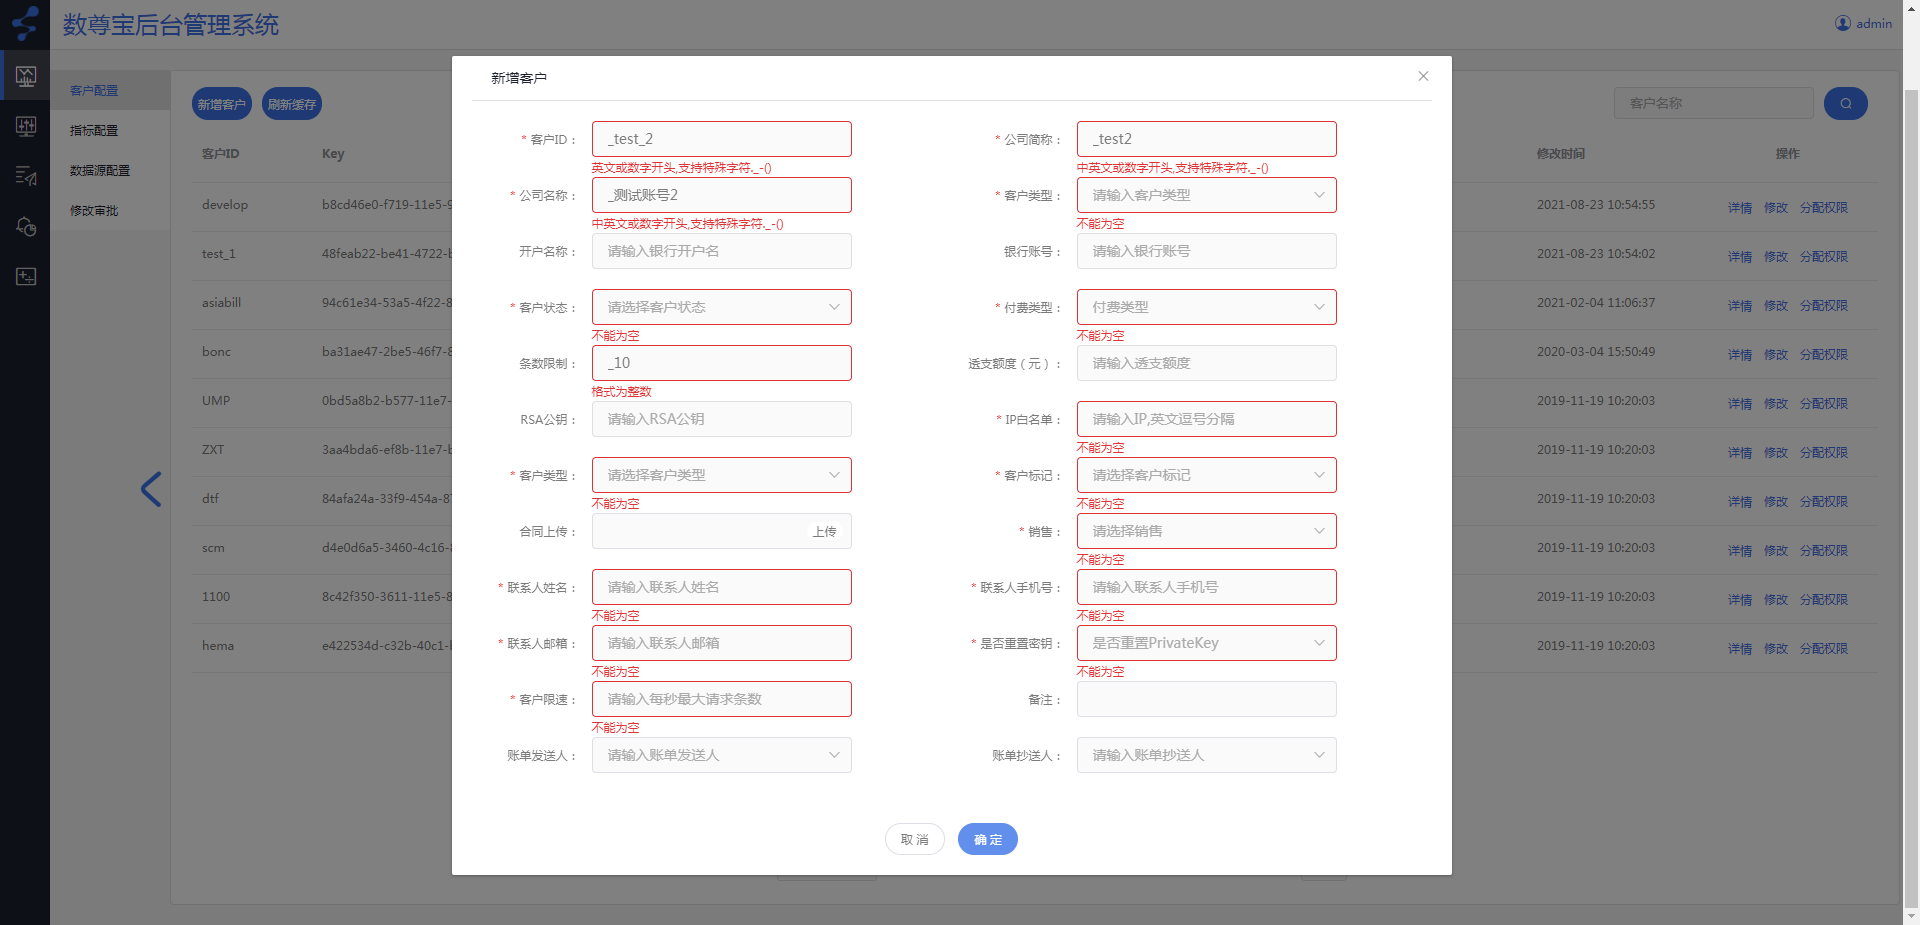 数尊宝后台管理系统
admin
客户配置
指标配置
数据源配置
修改审批
新增客户
刷新缓存
客户名称
客户ID Key 修改时间 操作
develop b8cd46e0-f719-11e5-9 2021-08-23 10:54:55 详情 修改 分配权限
test_1 48feab22-be41-4722-b 2021-08-23 10:54:02 详情 修改 分配权限
asiabill 94c61e34-53a5-4f22-8 2021-02-04 11:06:37 详情 修改 分配权限
bonc ba31ae47-2be5-46f7-8 2020-03-04 15:50:49 详情 修改 分配权限
UMP 0bd5a8b2-b577-11e7- 2019-11-19 10:20:03 详情 修改 分配权限
ZXT 3aa4bda6-ef8b-11e7-b 2019-11-19 10:20:03 详情 修改 分配权限
dtf 84afa24a-33f9-454a-87 2019-11-19 10:20:03 详情 修改 分配权限
scm d4e0d6a5-3460-4c16-8 2019-11-19 10:20:03 详情 修改 分配权限
1100 8c42f350-3611-11e5-8 2019-11-19 10:20:03 详情 修改 分配权限
hema e422534d-c32b-40c1-b 2019-11-19 10:20:03 详情 修改 分配权限
新增客户
* 客户ID： _test_2 * 公司简称： _test2
英文或数字开头,支持特殊字符._-() 中英文或数字开头,支持特殊字符._-()
* 公司名称： _测试账号2 * 客户类型： 请输入客户类型
中英文或数字开头,支持特殊字符._-() 不能为空
开户名称： 请输入银行开户名 银行账号： 请输入银行账号
* 客户状态： 请选择客户状态 * 付费类型： 付费类型
不能为空 不能为空
条数限制： _10 透支额度（元）： 请输入透支额度
格式为整数
RSA公钥： 请输入RSA公钥 * IP白名单： 请输入IP,英文逗号分隔
不能为空
* 客户类型： 请选择客户类型 * 客户标记： 请选择客户标记
不能为空 不能为空
合同上传： 上传 * 销售： 请选择销售
不能为空
* 联系人姓名： 请输入联系人姓名 * 联系人手机号： 请输入联系人手机号
不能为空 不能为空
* 联系人邮箱： 请输入联系人邮箱 * 是否重置密钥： 是否重置PrivateKey
不能为空 不能为空
* 客户限速： 请输入每秒最大请求条数 备注：
不能为空
账单发送人： 请输入账单发送人 账单抄送人： 请输入账单抄送人
取 消 确 定